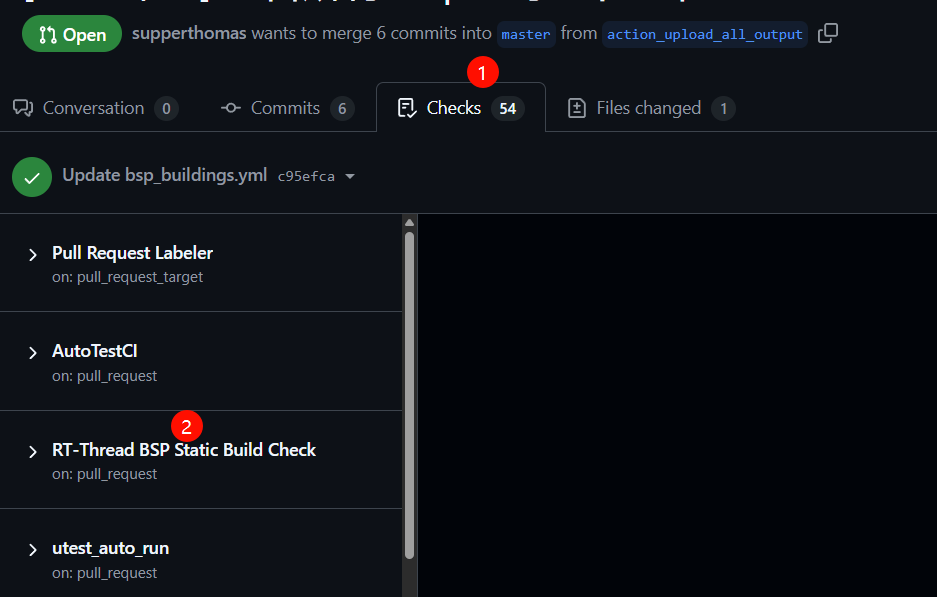 Open supperthomas wants to merge 6 commits into master from action_upload_all_output
1
Conversation 0 Commits 6 Checks 54 Files changed 1
Update bsp_buildings.yml c95efca
Pull Request Labeler
on: pull_request_target
AutoTestCI
on: pull_request
2
RT-Thread BSP Static Build Check
on: pull_request
utest_auto_run
on: pull_request